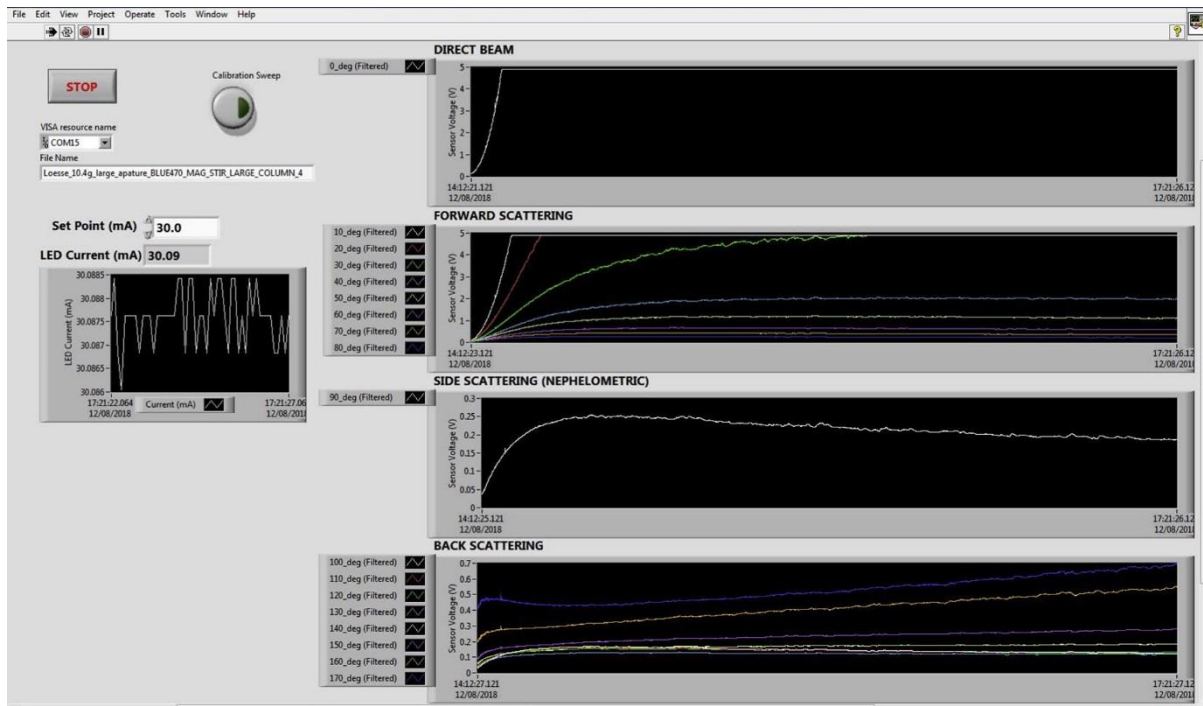 File Edit View Project Operate Tools Window Help
STOP
Calibration Sweep
VISA resource name
COM15
File Name
Loesse_10.4g_large_apature_BLUE470_MAG_STIR_LARGE_COLUMN_4
Set Point (mA) 30.0
LED Current (mA) 30.09
LED Current (mA)
30.0885
30.088
30.0875
30.087
30.0865
30.086
17:21:22.064
12/08/2018
Current (mA)
17:21:27.06
12/08/201
DIRECT BEAM
0_deg (Filtered)
Sensor Voltage (V)
5
4
3
2
1
0
14:12:21.121
12/08/2018
17:21:26.12
12/08/201
FORWARD SCATTERING
10_deg (Filtered)
20_deg (Filtered)
30_deg (Filtered)
40_deg (Filtered)
50_deg (Filtered)
60_deg (Filtered)
70_deg (Filtered)
80_deg (Filtered)
Sensor Voltage (V)
5
4
3
2
1
0
14:12:23.121
12/08/2018
17:21:26.12
12/08/201
SIDE SCATTERING (NEPHELOMETRIC)
90_deg (Filtered)
Sensor Voltage (V)
0.3
0.25
0.2
0.15
0.1
0.05
0
14:12:25.121
12/08/2018
17:21:26.12
12/08/201
BACK SCATTERING
100_deg (Filtered)
110_deg (Filtered)
120_deg (Filtered)
130_deg (Filtered)
140_deg (Filtered)
150_deg (Filtered)
160_deg (Filtered)
170_deg (Filtered)
Sensor Voltage (V)
0.7
0.6
0.5
0.4
0.3
0.2
0.1
0
14:12:27.121
12/08/2018
17:21:27.12
12/08/201